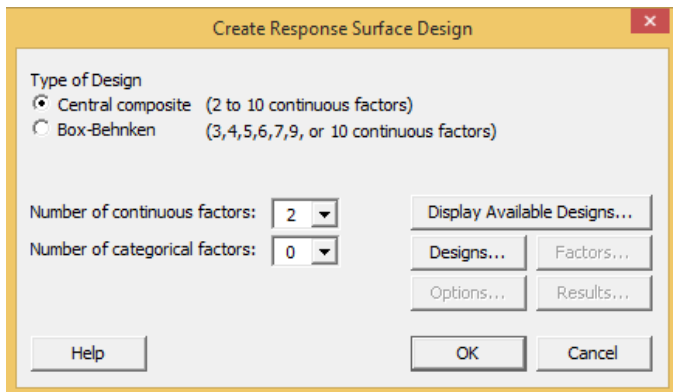 Create Response Surface Design
Type of Design
Central composite (2 to 10 continuous factors)
Box-Behnken (3,4,5,6,7,9, or 10 continuous factors)
Number of continuous factors: 2
Display Available Designs...
Number of categorical factors: 0
Designs...
Factors...
Options...
Results...
Help
OK
Cancel